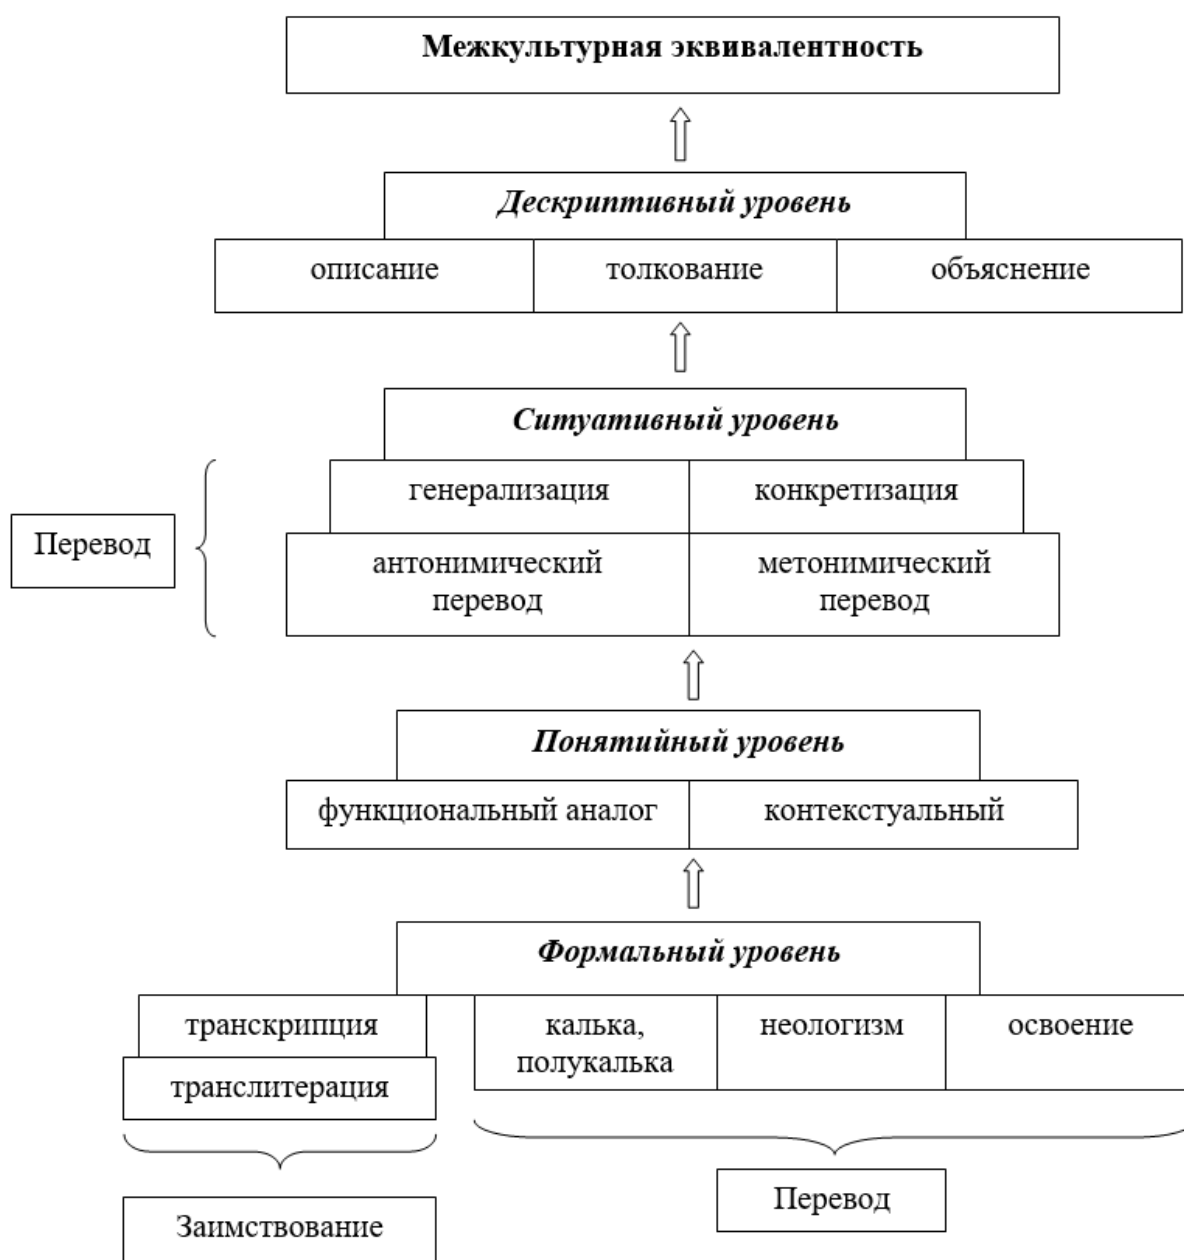 Межкультурная эквивалентность
Дескриптивный уровень
описание
толкование
объяснение
Ситуативный уровень
генерализация
конкретизация
Перевод
антонимический
перевод
метонимический
перевод
Понятийный уровень
функциональный аналог
контекстуальный
Формальный уровень
транскрипция
транслитерация
калька,
полукалька
неологизм
освоение
Заимствование
Перевод